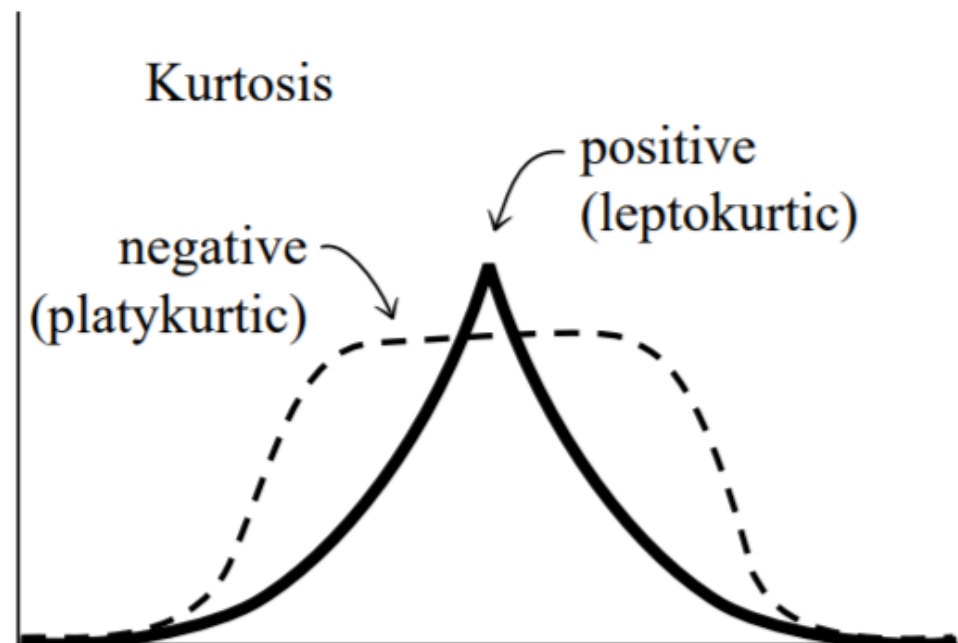 Kurtosis
positive
(leptokurtic)
negative
(platykurtic)